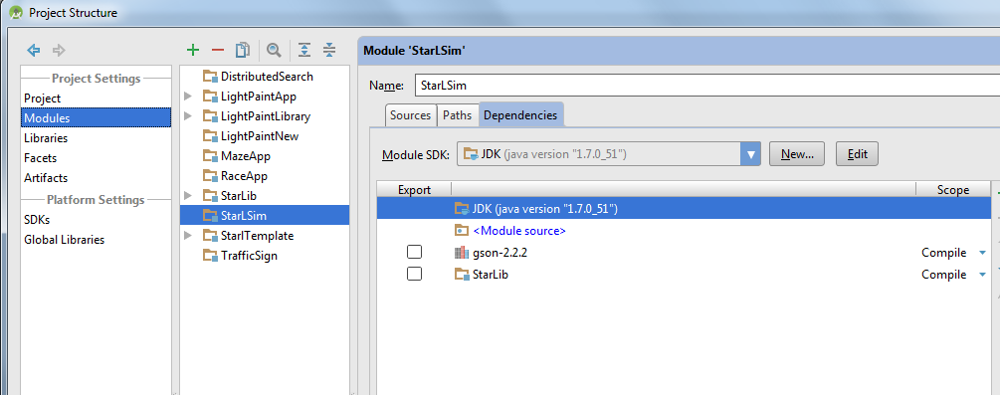 Project Structure
Project Settings
Project
Modules
Libraries
Facets
Artifacts
Platform Settings
SDKs
Global Libraries
DistributedSearch
LightPaintApp
LightPaintLibrary
LightPaintNew
MazeApp
RaceApp
StarLib
StarLSim
StarlTemplate
TrafficSign
Module 'StarLSim'
Name: StarLSim
Sources Paths Dependencies
Module SDK: JDK (java version "1.7.0_51") New... Edit
Export Scope
JDK (java version "1.7.0_51")
<Module source>
gson-2.2.2 Compile
StarLib Compile